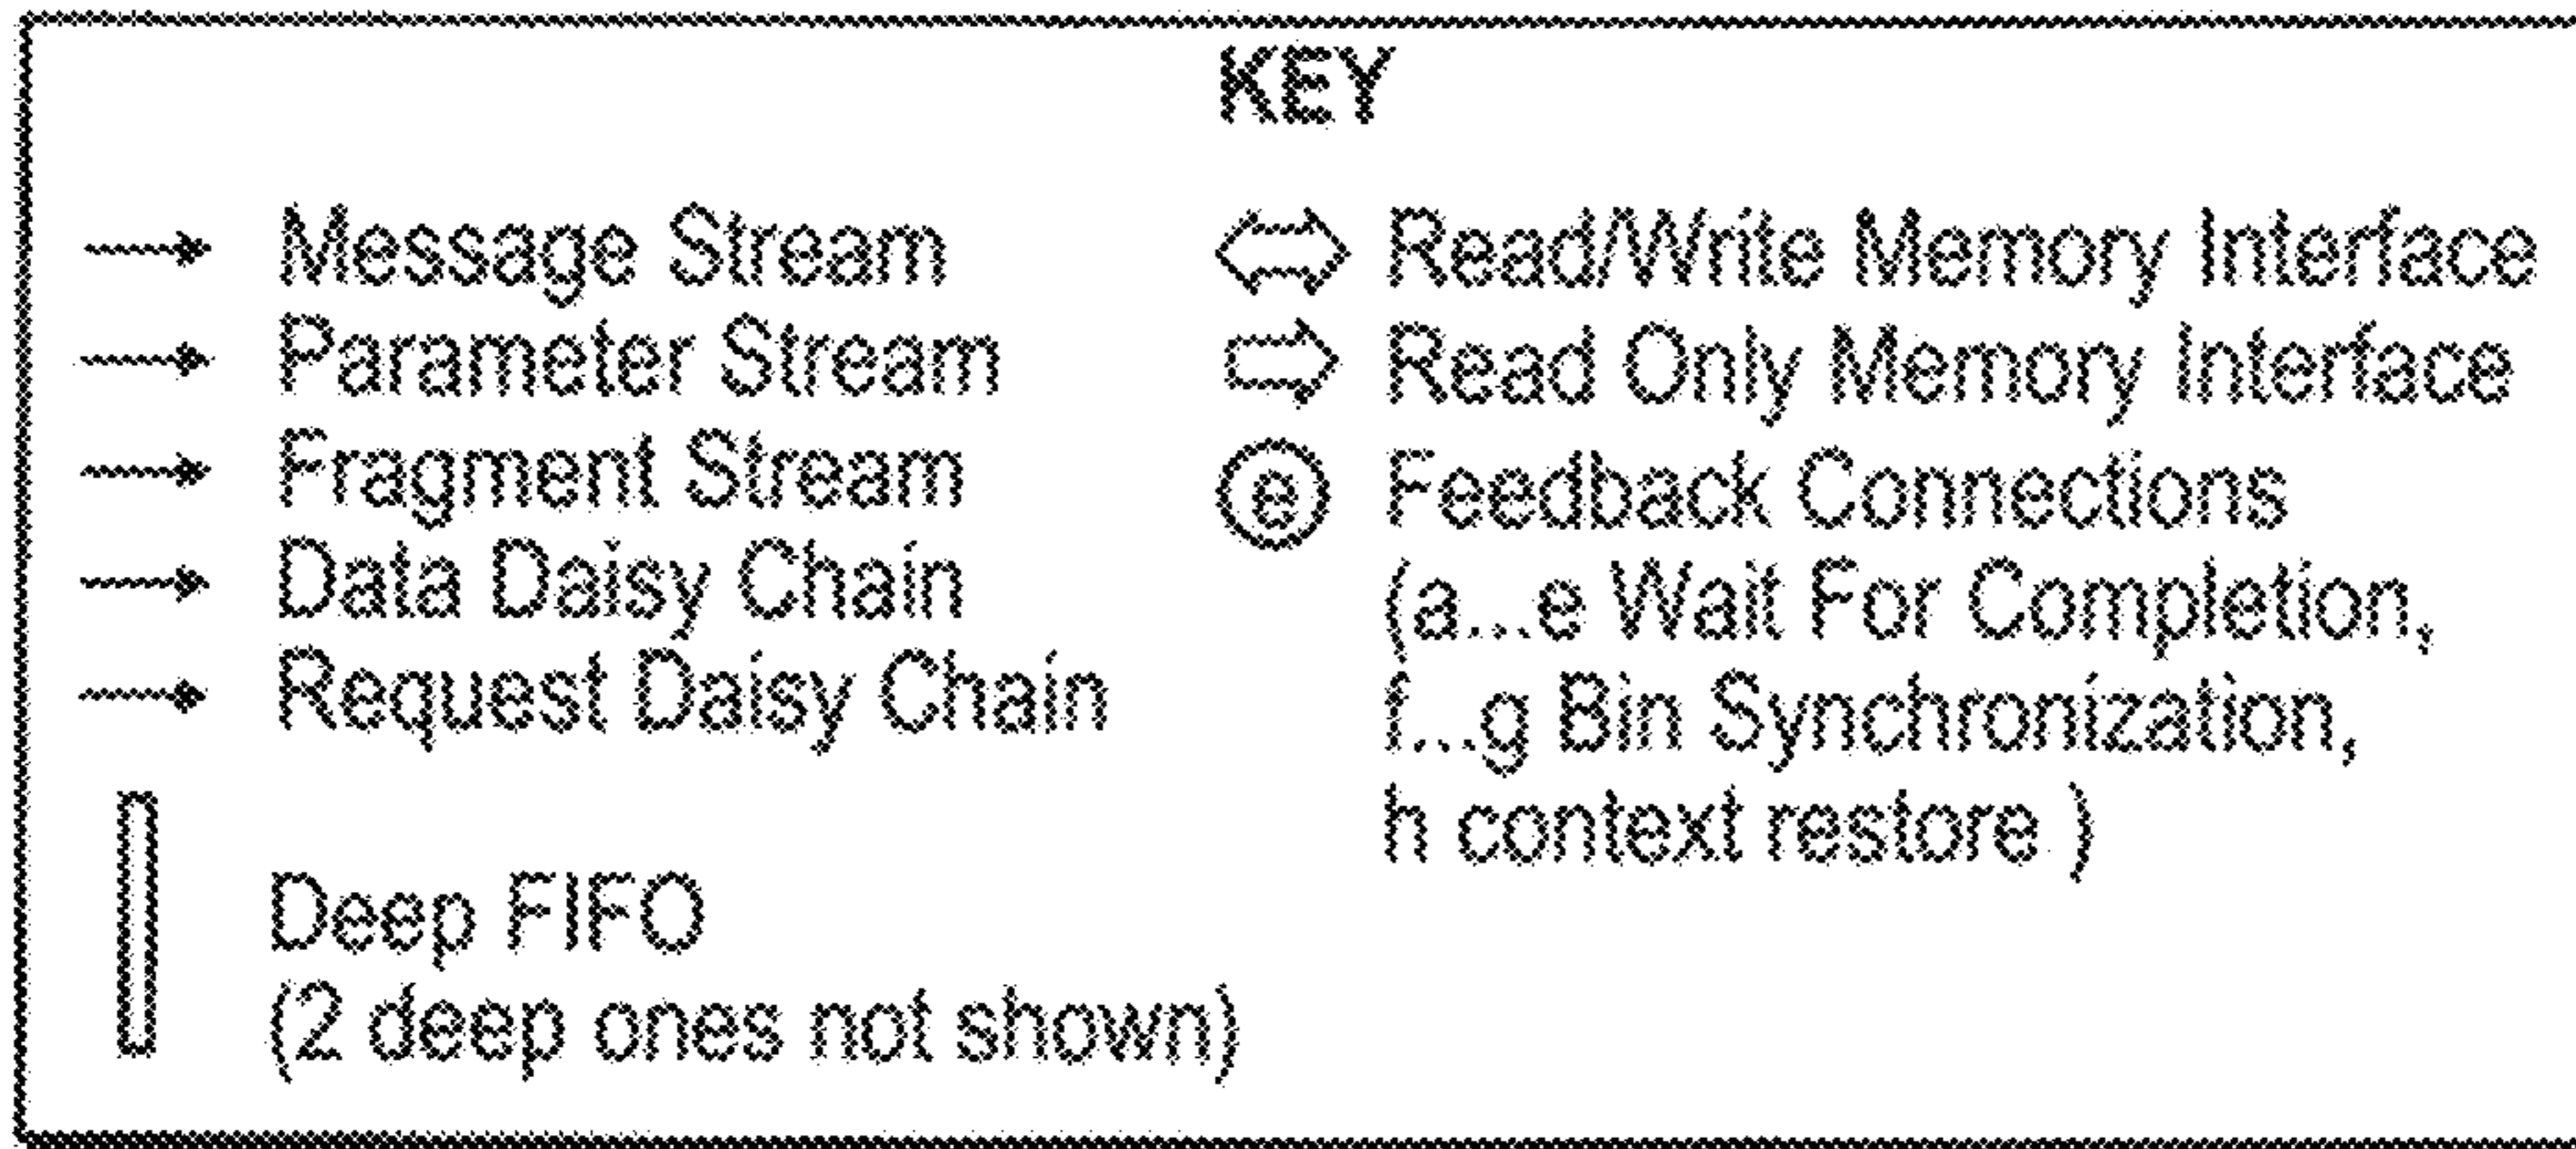 KEY
Message Stream
Parameter Stream
Fragment Stream
Data Daisy Chain
Request Daisy Chain
Deep FIFO
(2 deep ones not shown)
Read/Write Memory Interface
Read Only Memory Interface
e Feedback Connections
(a...e Wait For Completion,
f...g Bin Synchronization,
h context restore )